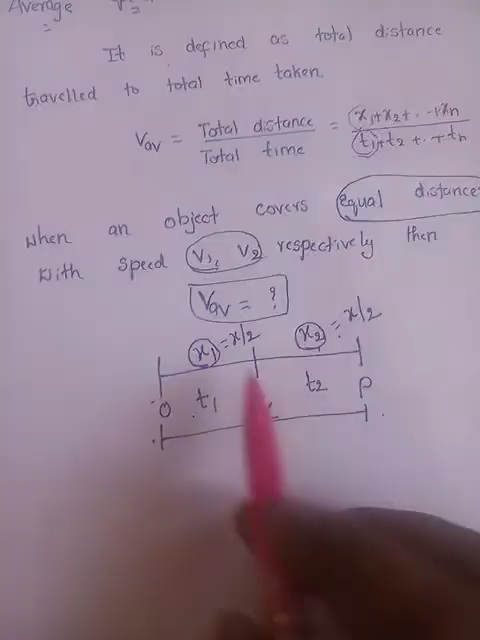 Average
It is defined as total distance
travelled to total time taken.
Vav = Total distance / Total time = x1+x2+..+xn / t1+t2+..+tn
When an object covers equal distance
with speed v1, v2 respectively then
Vav = ?
x1 = x/2 x2 = x/2
O t1 t2 P